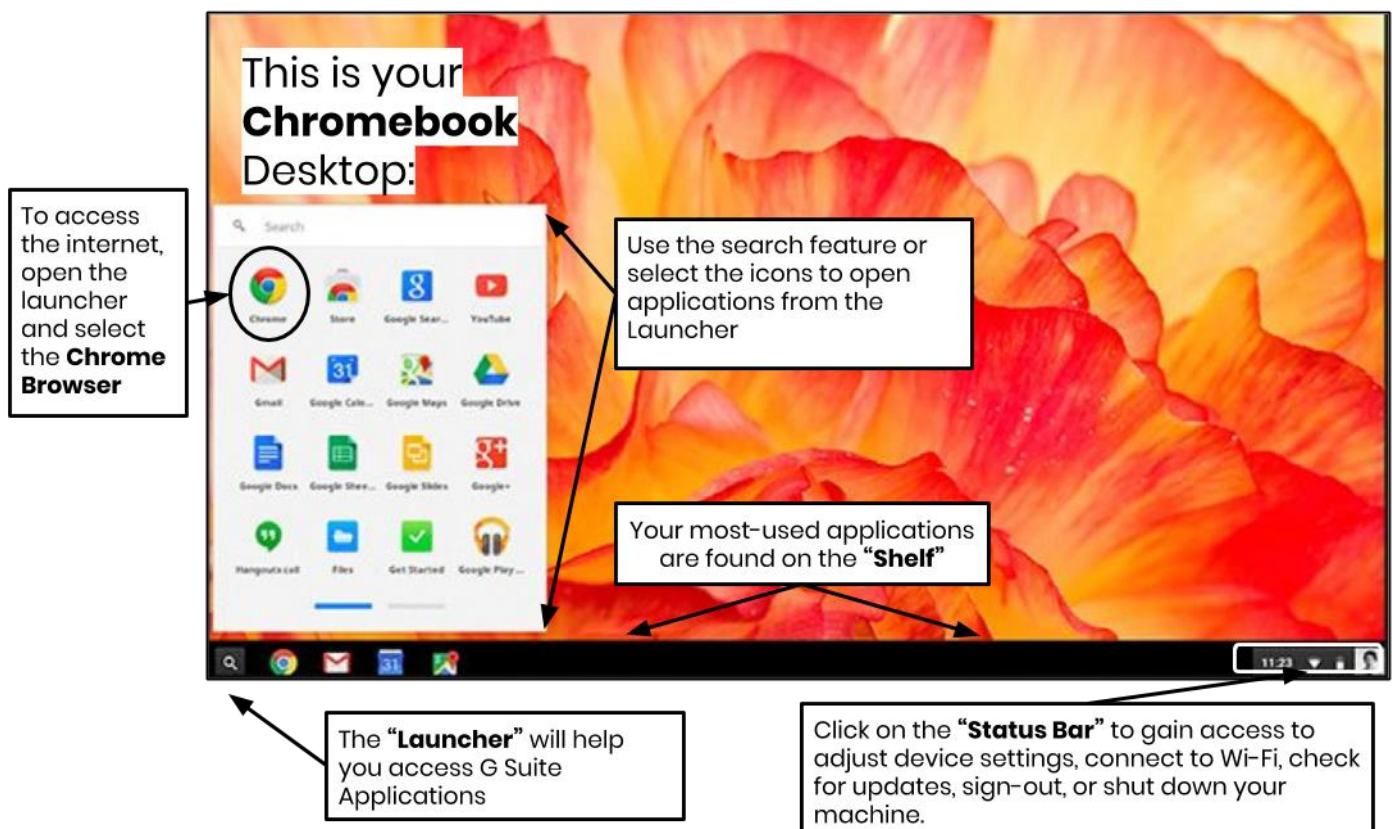 This is your
Chromebook
Desktop:
To access
the internet,
open the
launcher
and select
the Chrome
Browser
Search
Use the search feature or
select the icons to open
applications from the
Launcher
Chrome Store Google Sear... YouTube
31
Gmail Google Cale... Google Maps Google Drive
Google Docs Google Shee... Google Slides Google+
Hangouts call Files Get Started Google Play ...
Your most-used applications
are found on the “Shelf”
31
11:23
The “Launcher” will help
you access G Suite
Applications
Click on the “Status Bar” to gain access to
adjust device settings, connect to Wi-Fi, check
for updates, sign-out, or shut down your
machine.